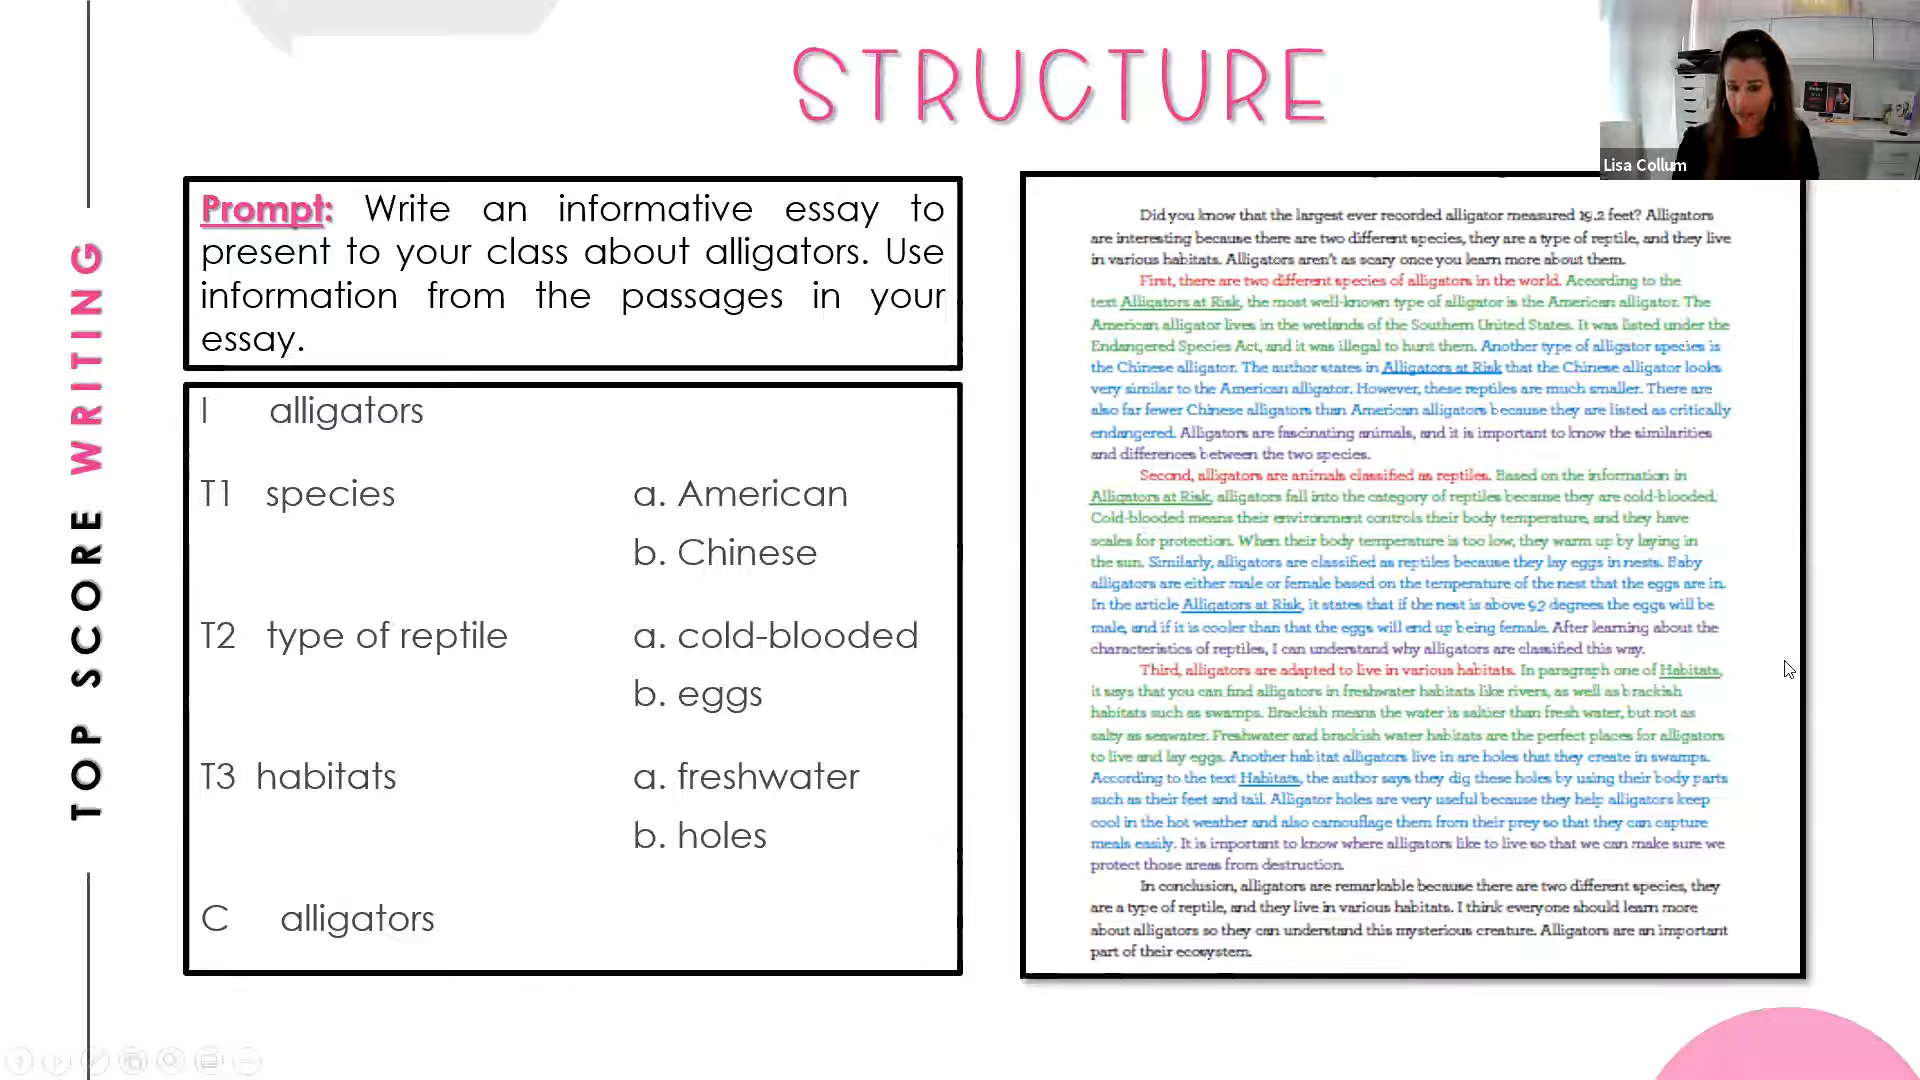 STRUCTURE
Lisa Collum
TOP SCORE WRITING
Prompt: Write an informative essay to
present to your class about alligators. Use
information from the passages in your
essay.
I alligators
T1 species a. American
b. Chinese
T2 type of reptile a. cold-blooded
b. eggs
T3 habitats a. freshwater
b. holes
C alligators
Did you know that the largest ever recorded alligator measured 19.2 feet? Alligators
are interesting because there are two different species, they are a type of reptile, and they live
in various habitats. Alligators aren't as scary once you learn more about them.
First, there are two different species of alligators in the world. According to the
text Alligators at Risk, the most well-known type of alligator is the American alligator. The
American alligator lives in the wetlands of the Southern United States. It was listed under the
Endangered Species Act, and it was illegal to hunt them. Another type of alligator species is
the Chinese alligator. The author states in Alligators at Risk that the Chinese alligator looks
very similar to the American alligator. However, these reptiles are much smaller. There are
also far fewer Chinese alligators than American alligators because they are listed as critically
endangered. Alligators are fascinating animals, and it is important to know the similarities
and differences between the two species.
Second, alligators are animals classified as reptiles. Based on the information in
Alligators at Risk, alligators fall into the category of reptiles because they are cold-blooded.
Cold-blooded means their environment controls their body temperature, and they have
scales for protection. When their body temperature is too low, they warm up by laying in
the sun. Similarly, alligators are classified as reptiles because they lay eggs in nests. Baby
alligators are either male or female based on the temperature of the nest that the eggs are in.
In the article Alligators at Risk, it states that if the nest is above 92 degrees the eggs will be
male, and if it is cooler than that the eggs will end up being female. After learning about the
characteristics of reptiles, I can understand why alligators are classified this way.
Third, alligators are adapted to live in various habitats. In paragraph one of Habitats,
it says that you can find alligators in freshwater habitats like rivers, as well as brackish
habitats such as swamps. Brackish means the water is saltier than fresh water, but not as
salty as seawater. Freshwater and brackish water habitats are the perfect places for alligators
to live and lay eggs. Another habitat alligators live in are holes that they create in swamps.
According to the text Habitats, the author says they dig these holes by using their body parts
such as their feet and tail. Alligator holes are very useful because they help alligators keep
cool in the hot weather and also camouflage them from their prey so that they can capture
meals easily. It is important to know where alligators like to live so that we can make sure we
protect those areas from destruction.
In conclusion, alligators are remarkable because there are two different species, they
are a type of reptile, and they live in various habitats. I think everyone should learn more
about alligators so they can understand this mysterious creature. Alligators are an important
part of their ecosystem.